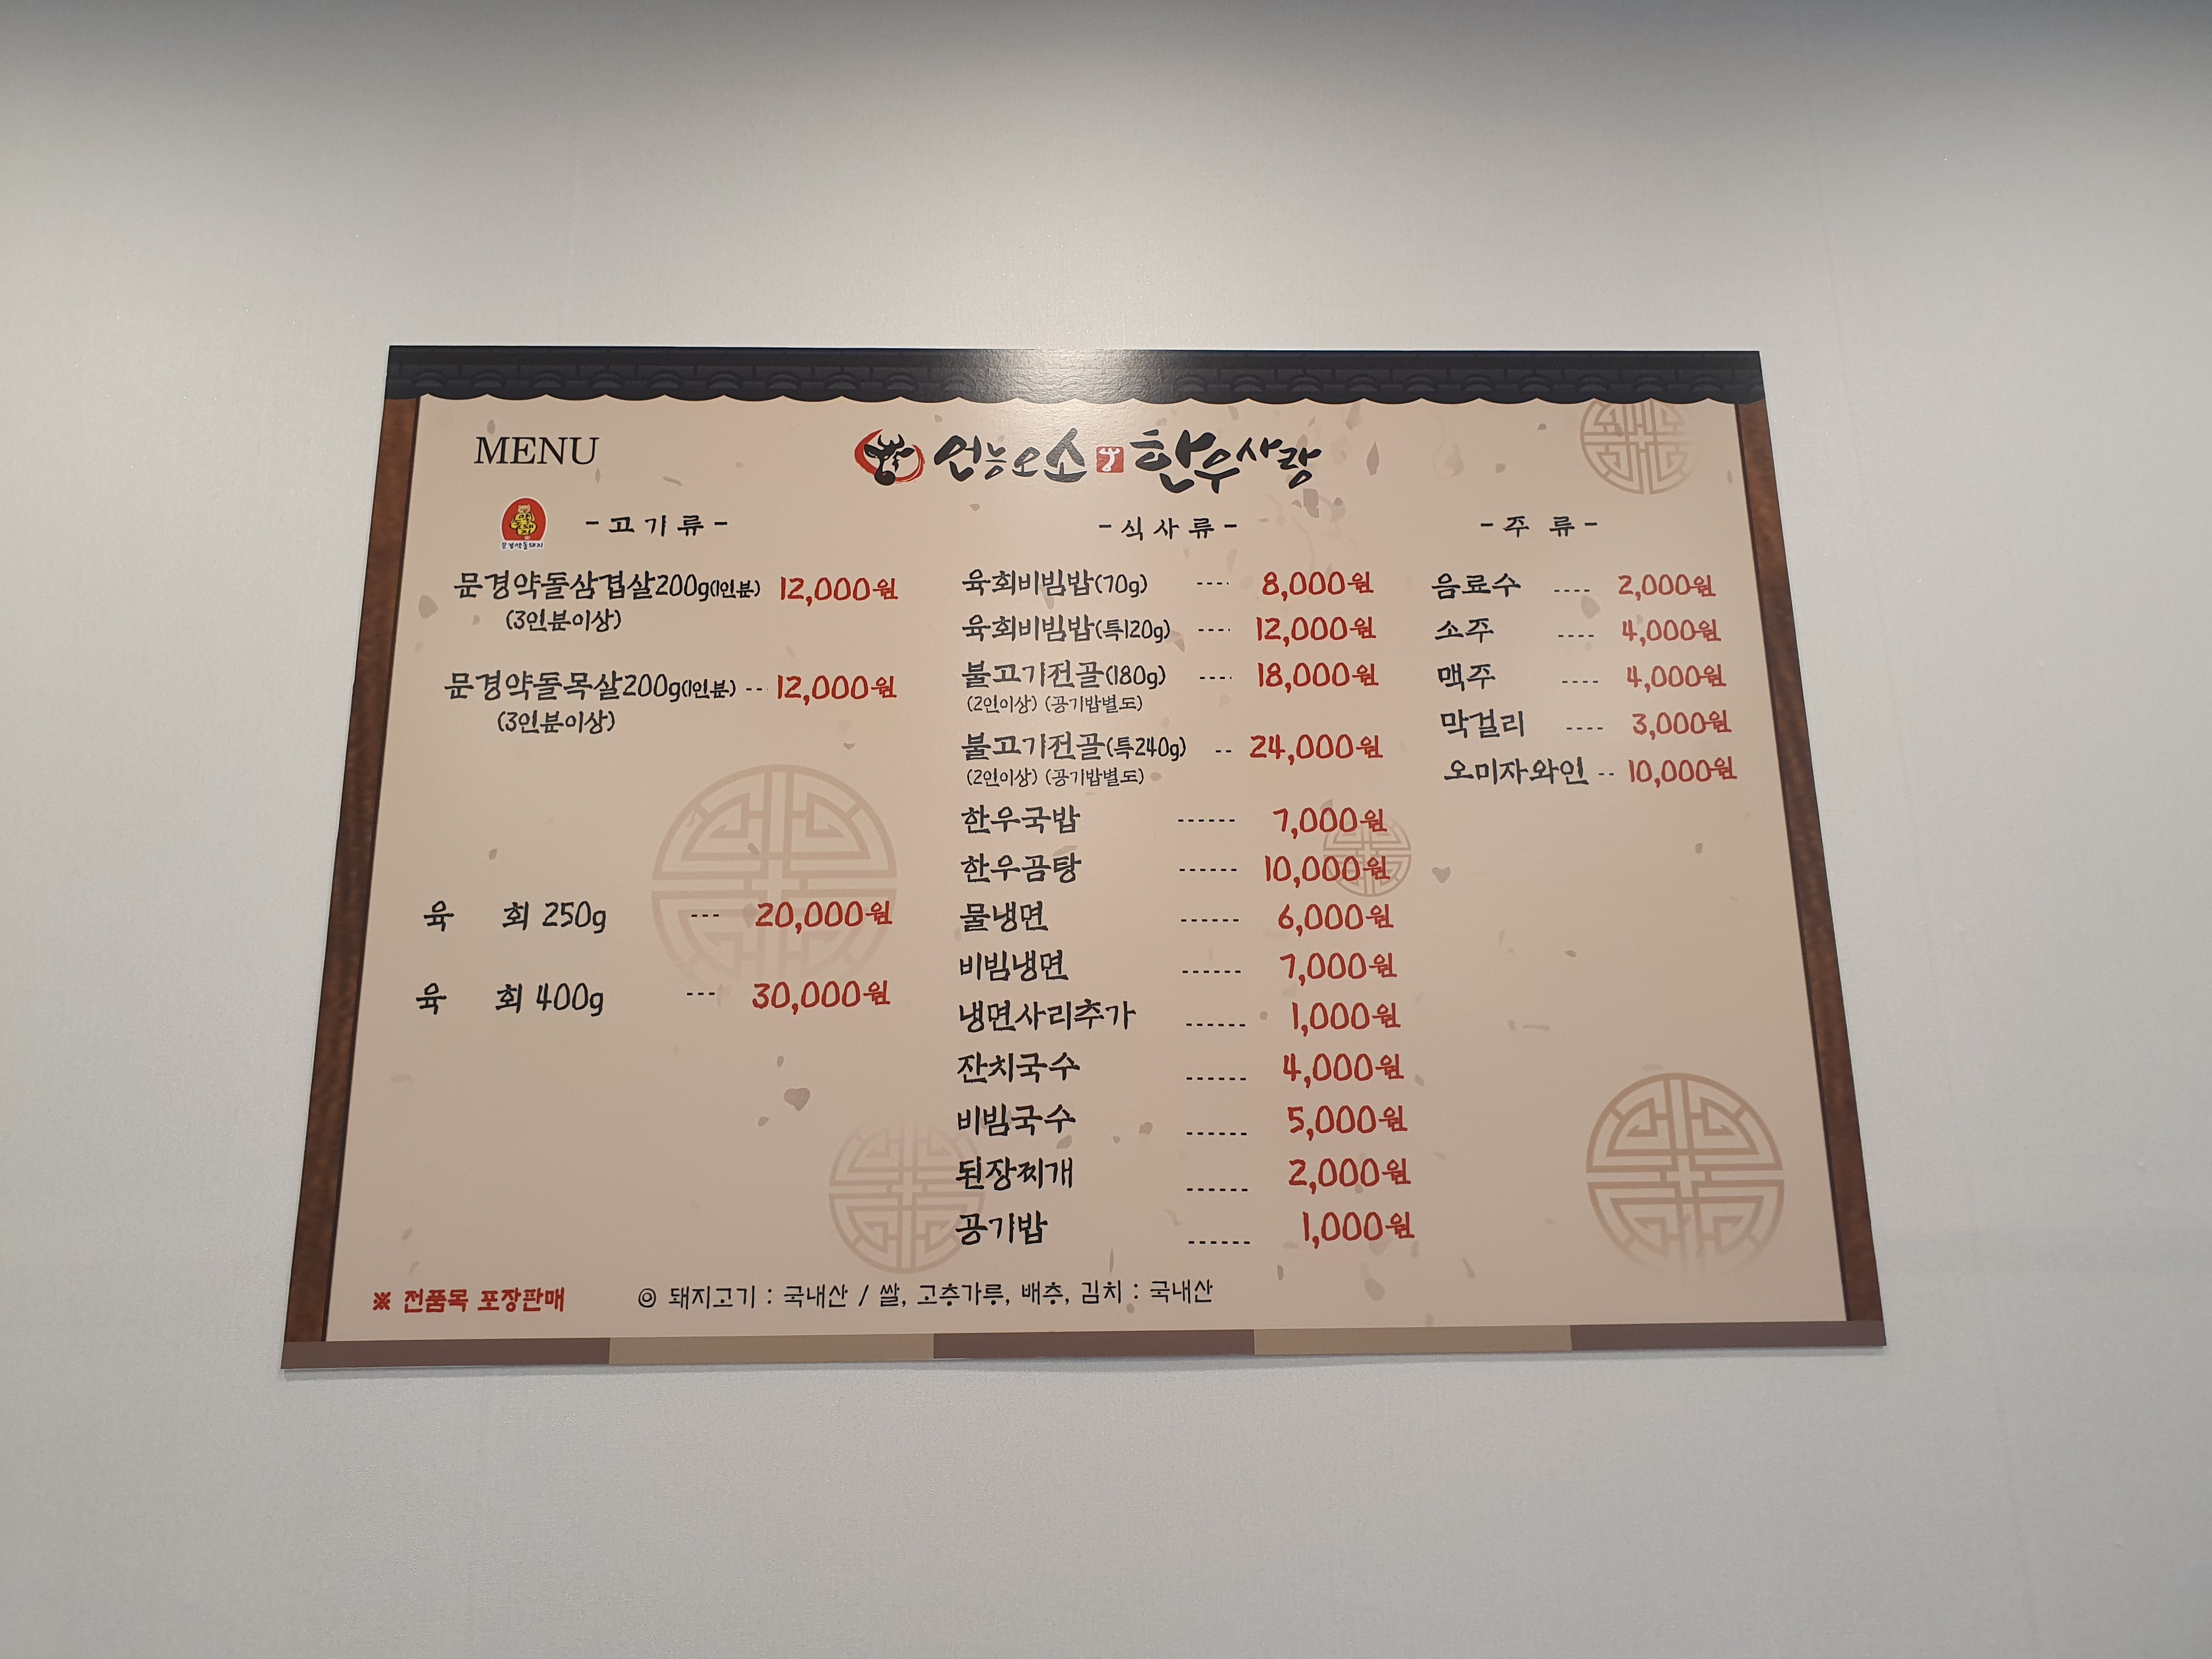 MENU
언능오소 한우사랑
문경약돌돼지
- 고 기 류 -
문경약돌삼겹살200g(1인분) 12,000원
(3인분이상)
문경약돌목살200g(1인분) -- 12,000원
(3인분이상)
육 회 250g --- 20,000원
육 회 400g --- 30,000원
- 식 사 류 -
육회비빔밥(70g) ---- 8,000원
육회비빔밥(특120g) ---- 12,000원
불고기전골(180g) ---- 18,000원
(2인이상) (공기밥별도)
불고기전골(특240g) -- 24,000원
(2인이상) (공기밥별도)
한우국밥 ------ 7,000원
한우곰탕 ------ 10,000원
물냉면 ------ 6,000원
비빔냉면 ------ 7,000원
냉면사리추가 ------ 1,000원
잔치국수 ------ 4,000원
비빔국수 ------ 5,000원
된장찌개 ------ 2,000원
공기밥 ------ 1,000원
- 주 류 -
음료수 ---- 2,000원
소주 ---- 4,000원
맥주 ---- 4,000원
막걸리 ---- 3,000원
오미자와인 -- 10,000원
※ 전품목 포장판매
◎ 돼지고기 : 국내산 / 쌀, 고춧가루, 배추, 김치 : 국내산